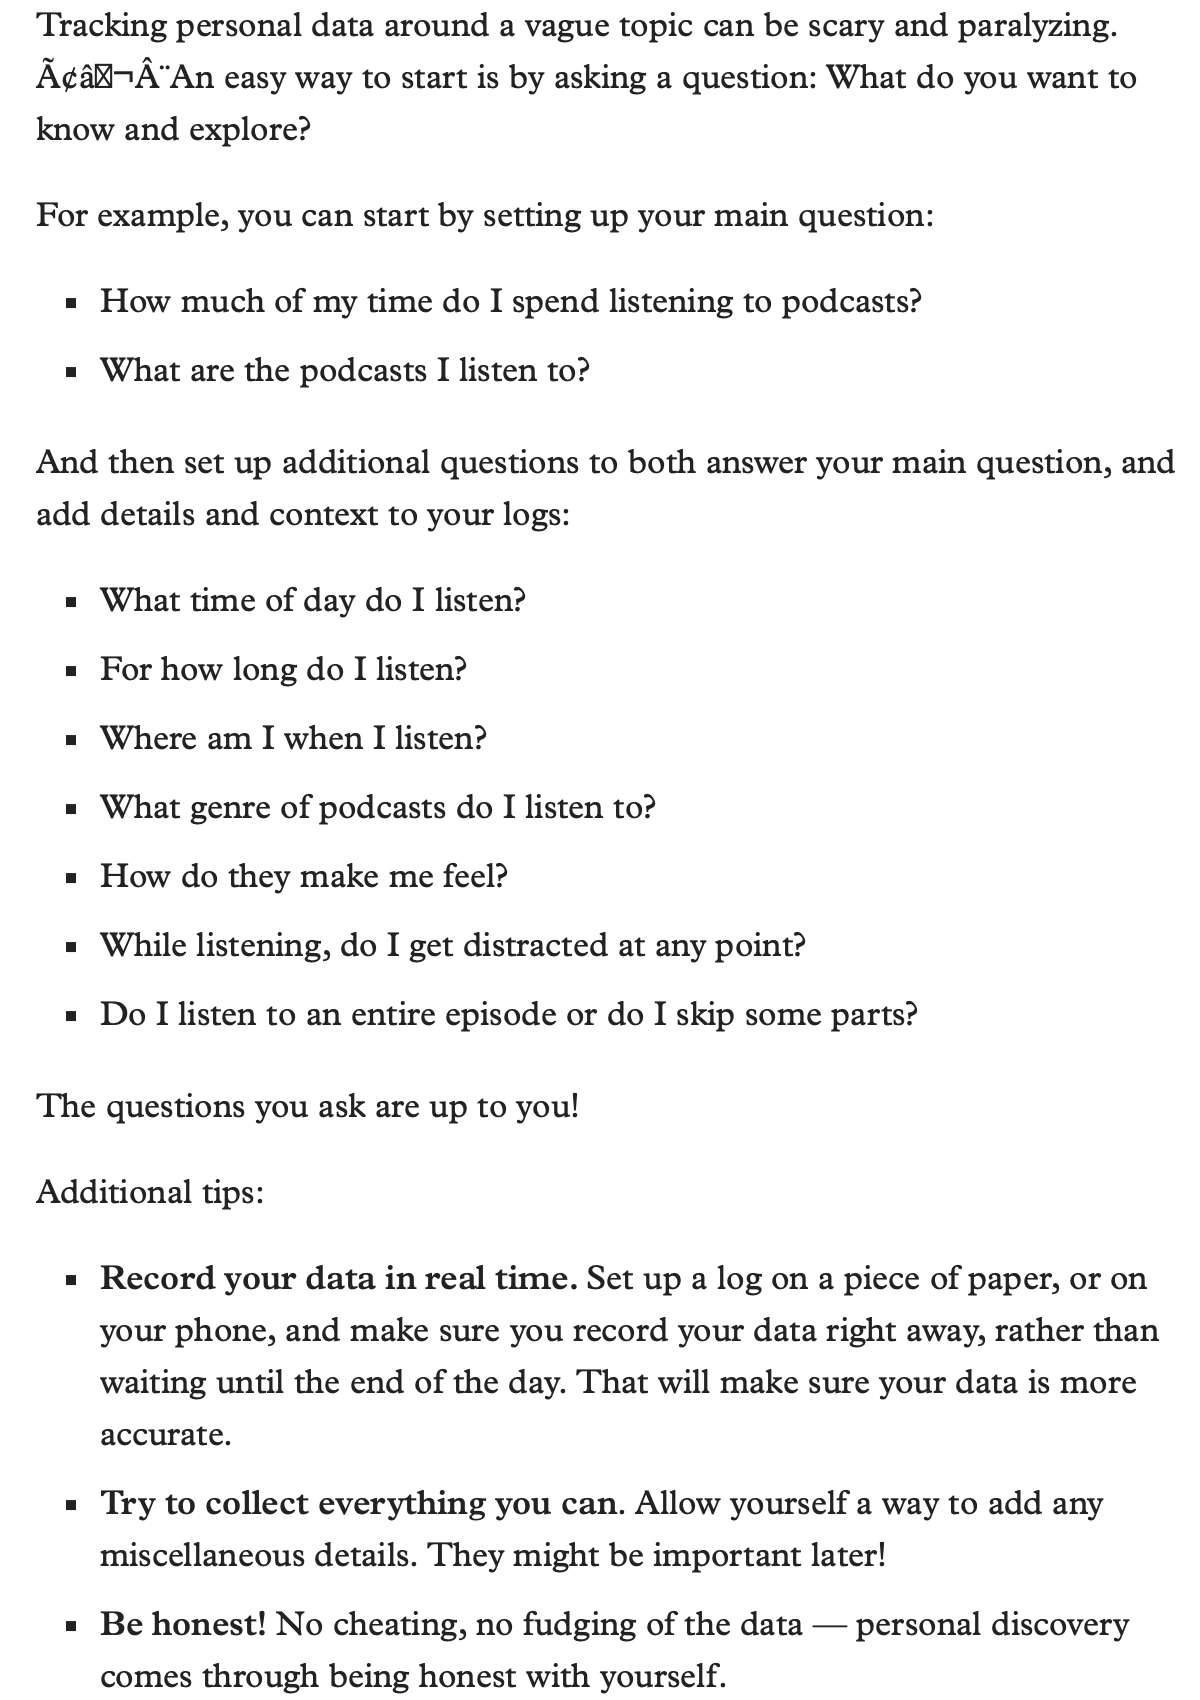 Tracking personal data around a vague topic can be scary and paralyzing.
Ã¢â�¬Â¨An easy way to start is by asking a question: What do you want to
know and explore?
For example, you can start by setting up your main question:
▪ How much of my time do I spend listening to podcasts?
▪ What are the podcasts I listen to?
And then set up additional questions to both answer your main question, and
add details and context to your logs:
▪ What time of day do I listen?
▪ For how long do I listen?
▪ Where am I when I listen?
▪ What genre of podcasts do I listen to?
▪ How do they make me feel?
▪ While listening, do I get distracted at any point?
▪ Do I listen to an entire episode or do I skip some parts?
The questions you ask are up to you!
Additional tips:
▪ Record your data in real time. Set up a log on a piece of paper, or on
your phone, and make sure you record your data right away, rather than
waiting until the end of the day. That will make sure your data is more
accurate.
▪ Try to collect everything you can. Allow yourself a way to add any
miscellaneous details. They might be important later!
▪ Be honest! No cheating, no fudging of the data — personal discovery
comes through being honest with yourself.